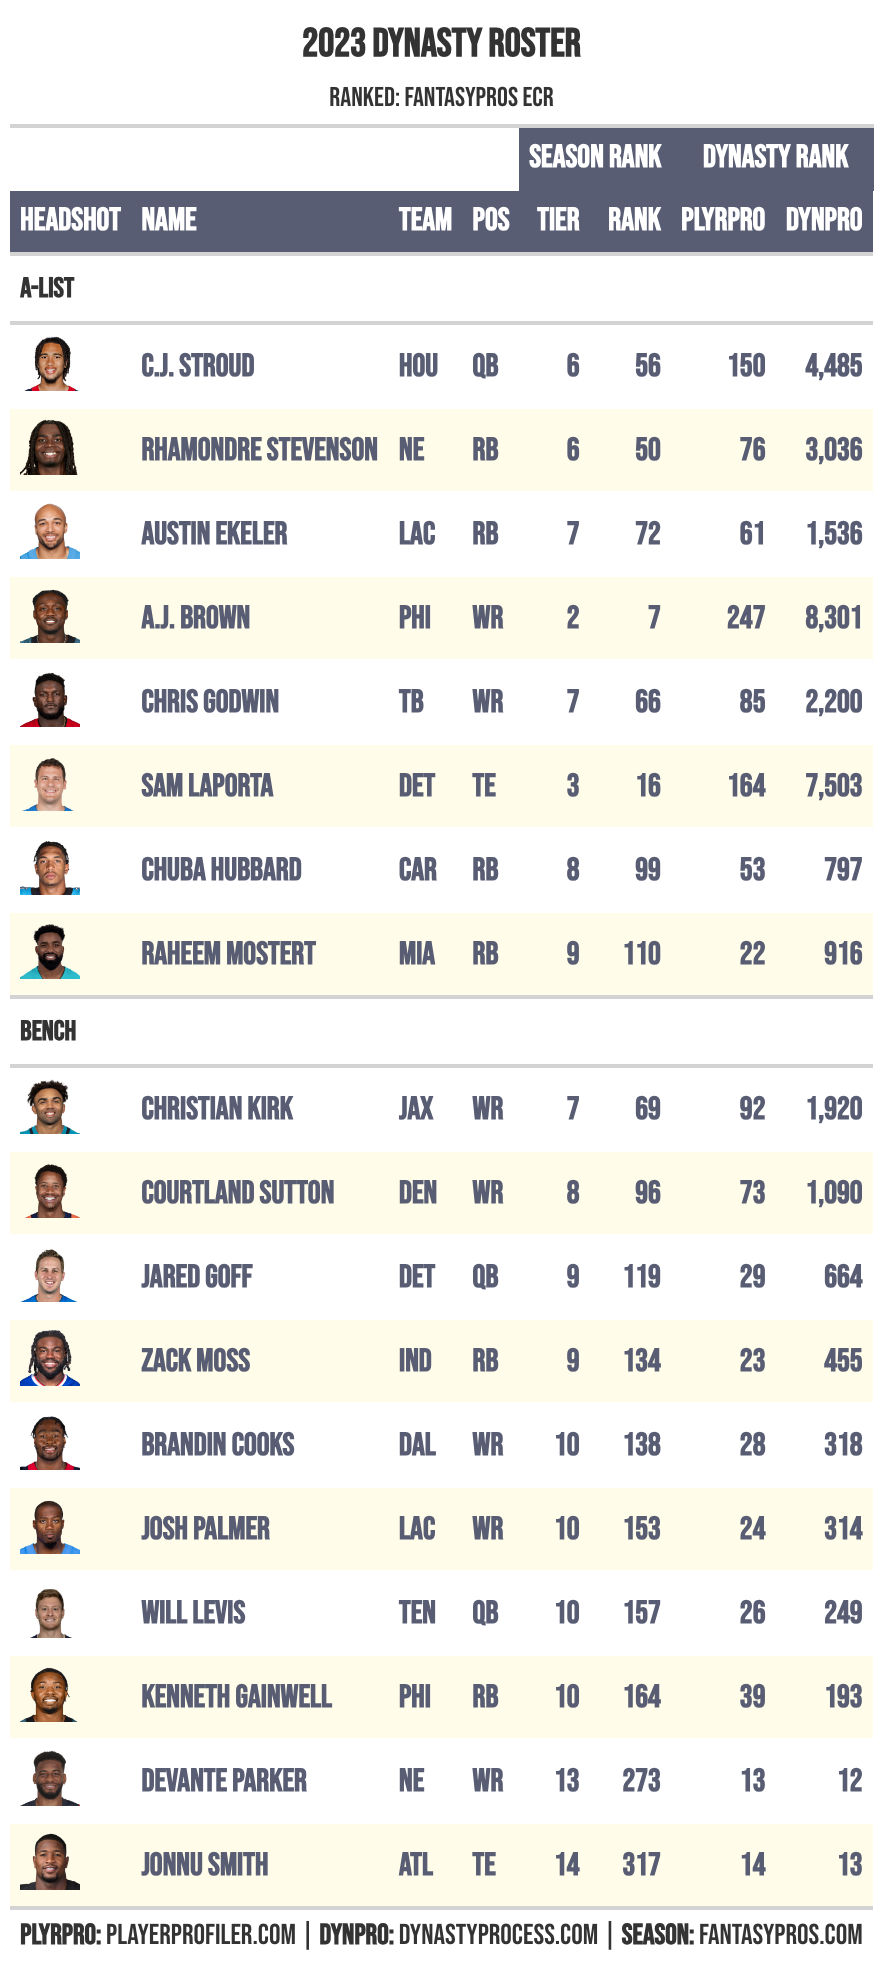 2023 DYNASTY ROSTER
RANKED: FANTASYPROS ECR
SEASON RANK DYNASTY RANK
HEADSHOT NAME TEAM POS TIER RANK PLYRPRO DYNPRO
A-LIST
C.J. STROUD HOU QB 6 56 150 4,485
RHAMONDRE STEVENSON NE RB 6 50 76 3,036
AUSTIN EKELER LAC RB 7 72 61 1,536
A.J. BROWN PHI WR 2 7 247 8,301
CHRIS GODWIN TB WR 7 66 85 2,200
SAM LAPORTA DET TE 3 16 164 7,503
CHUBA HUBBARD CAR RB 8 99 53 797
RAHEEM MOSTERT MIA RB 9 110 22 916
BENCH
CHRISTIAN KIRK JAX WR 7 69 92 1,920
COURTLAND SUTTON DEN WR 8 96 73 1,090
JARED GOFF DET QB 9 119 29 664
ZACK MOSS IND RB 9 134 23 455
BRANDIN COOKS DAL WR 10 138 28 318
JOSH PALMER LAC WR 10 153 24 314
WILL LEVIS TEN QB 10 157 26 249
KENNETH GAINWELL PHI RB 10 164 39 193
DEVANTE PARKER NE WR 13 273 13 12
JONNU SMITH ATL TE 14 317 14 13
PLYRPRO: PLAYERPROFILER.COM | DYNPRO: DYNASTYPROCESS.COM | SEASON: FANTASYPROS.COM